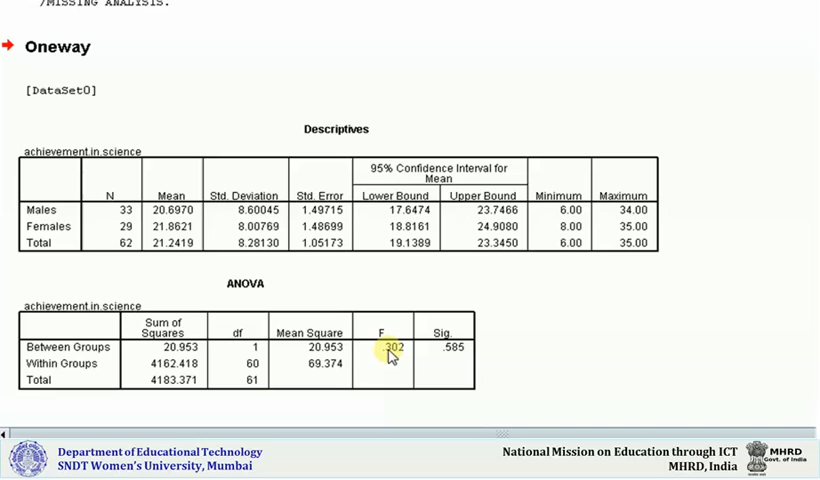 /MISSING ANALYSIS.
Oneway
[DataSet0]
Descriptives
achievement.in.science
95% Confidence Interval for
Mean
N Mean Std. Deviation Std. Error Lower Bound Upper Bound Minimum Maximum
Males 33 20.6970 8.60045 1.49715 17.6474 23.7466 6.00 34.00
Females 29 21.8621 8.00769 1.48699 18.8161 24.9080 8.00 35.00
Total 62 21.2419 8.28130 1.05173 19.1389 23.3450 6.00 35.00
ANOVA
achievement.in.science
Sum of
Squares df Mean Square F Sig.
Between Groups 20.953 1 20.953 .302 .585
Within Groups 4162.418 60 69.374
Total 4183.371 61
Department of Educational Technology
SNDT Women's University, Mumbai
National Mission on Education through ICT
MHRD, India
MHRD
Govt. of India